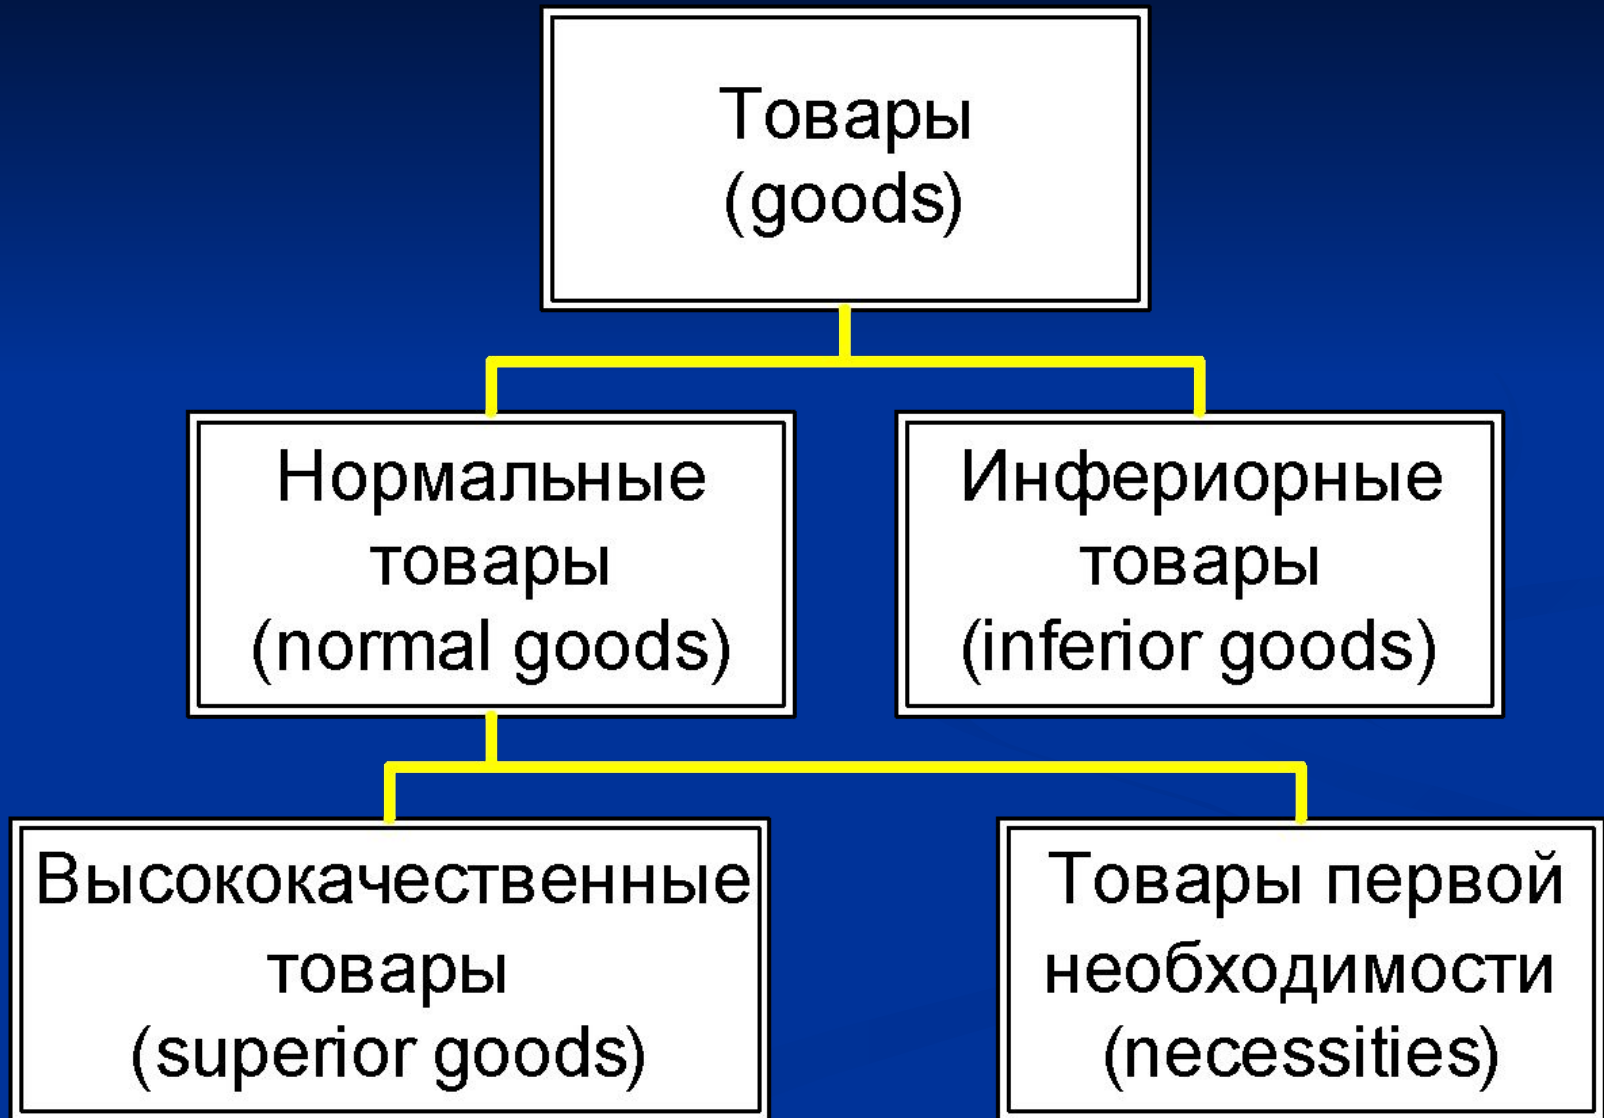 Товары
(goods)
Нормальные
товары
(normal goods)
Инфериорные
товары
(inferior goods)
Высококачественные
товары
(superior goods)
Товары первой
необходимости
(necessities)